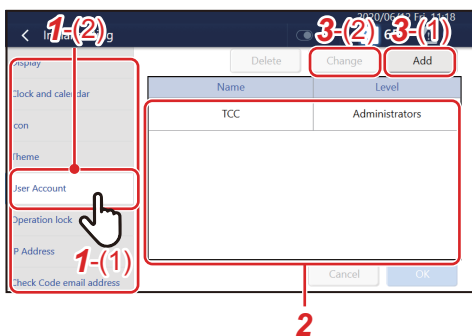 2020/06/12 Fri. 11:18
1-(2)
3-(2) 3-(1)
Delete Change Add
Display
Name Level
Clock and calendar
TCC Administrators
Icon
Theme
User Account
Operation lock
1-(1)
IP Address
Cancel OK
Check Code email address
2